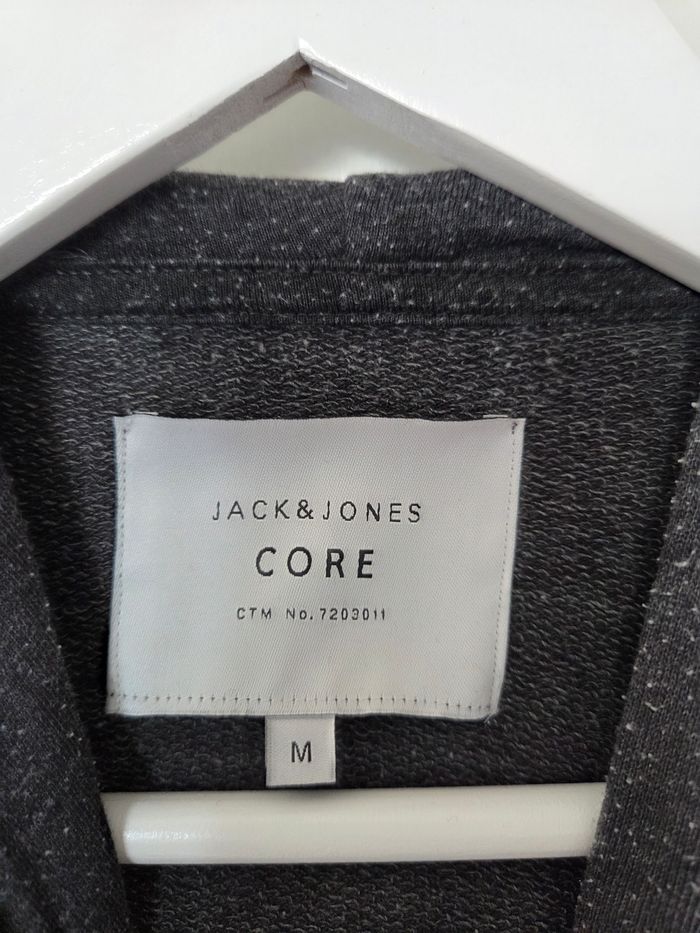 JACK&JONES
CORE
CTM No. 7203011
M